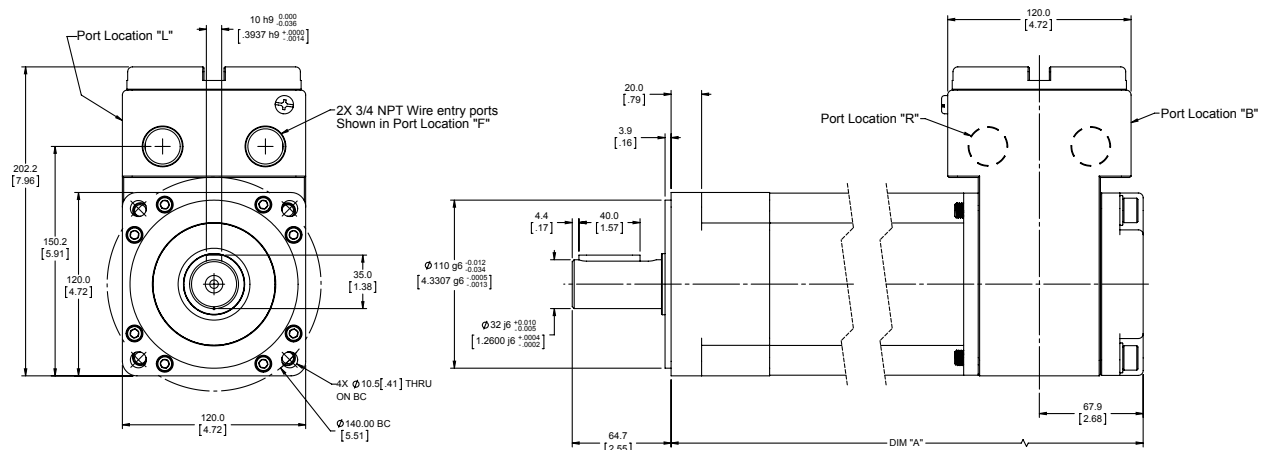 10 h9 0.000
-0.036
[.3937 h9 +.0000
-.0014]
Port Location "L"
2X 3/4 NPT Wire entry ports
Shown in Port Location "F"
202.2
[7.96]
150.2
[5.91]
120.0
[4.72]
35.0
[1.38]
4X Ø10.5[.41] THRU
ON BC
Ø140.00 BC
[5.51]
120.0
[4.72]
120.0
[4.72]
20.0
[.79]
3.9
[.16]
Port Location "R"
Port Location "B"
4.4
[.17]
40.0
[1.57]
Ø110 g6 -0.012
-0.034
[4.3307 g6 -.0005
-.0013]
Ø32 j6 +0.010
-0.005
[1.2600 j6 +.0004
-.0002]
64.7
[2.55]
DIM "A"
67.9
[2.68]